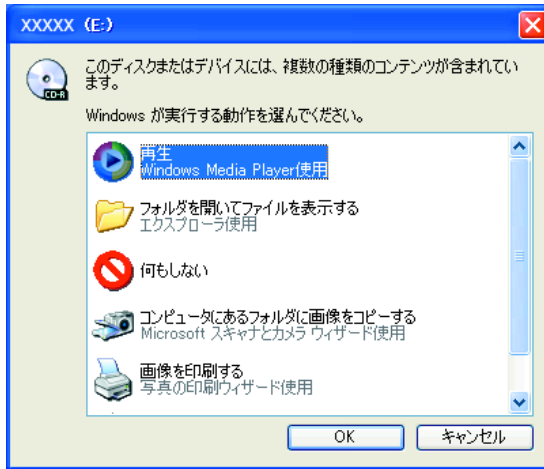 XXXXX (E:)
このディスクまたはデバイスには、複数の種類のコンテンツが含まれてい
ます。
CD-R
Windows が実行する動作を選んでください。
再生
Windows Media Player使用
フォルダを開いてファイルを表示する
エクスプローラ使用
何もしない
コンピュータにあるフォルダに画像をコピーする
Microsoft スキャナとカメラ ウィザード使用
画像を印刷する
写真の印刷ウィザード使用
OK
キャンセル